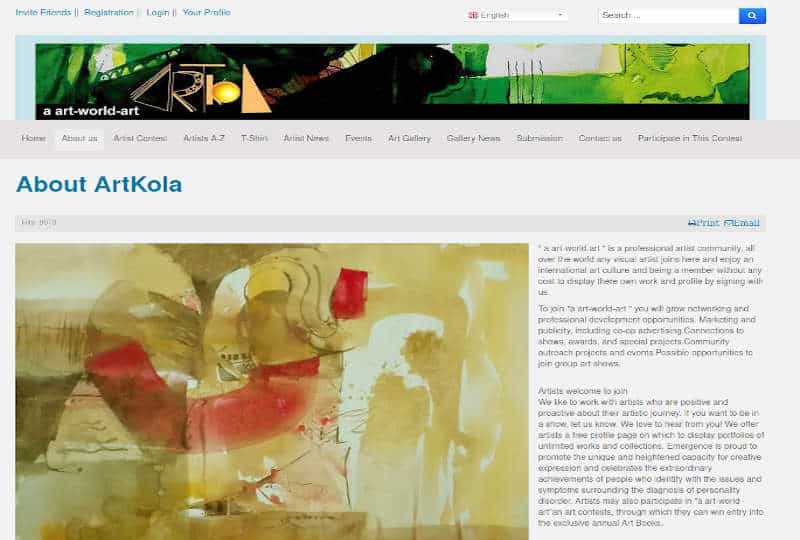 Invite Friends || Registration || Login || Your Profile
English
Search ...
ARTKOLA
a art-world-art
Home About us Artist Contest Artists A-Z T-Shirt Artist News Events Art Gallery Gallery News Submission Contact us Participate in This Contest
About ArtKola
Print Email
" a art world art " is a professional artist community, all
over the world any visual artist joins here and enjoy an
international art culture and being a member without any
cost to display there own work and profile by signing with
us.
To join "a art-world-art " you will grow networking and
professional development opportunities. Marketing and
publicity, including co-op advertising.Connections to
shows, awards, and special projects.Community
outreach projects and events.Possible opportunities to
join group art shows.
Artists welcome to join
We like to work with artists who are positive and
proactive about their artistic journey. If you want to be in
a show, let us know. We love to hear from you! We offer
artists a free profile page on which to display portfolios of
unlimited works and collections. Emergence is proud to
promote the unique and heightened capacity for creative
expression and celebrates the extraordinary
achievements of people who identify with the issues and
symptoms surrounding the diagnosis of personality
disorder. Artists may also participate in "a art-world
art"an art contests, through which they can win entry into
the exclusive annual Art Books.